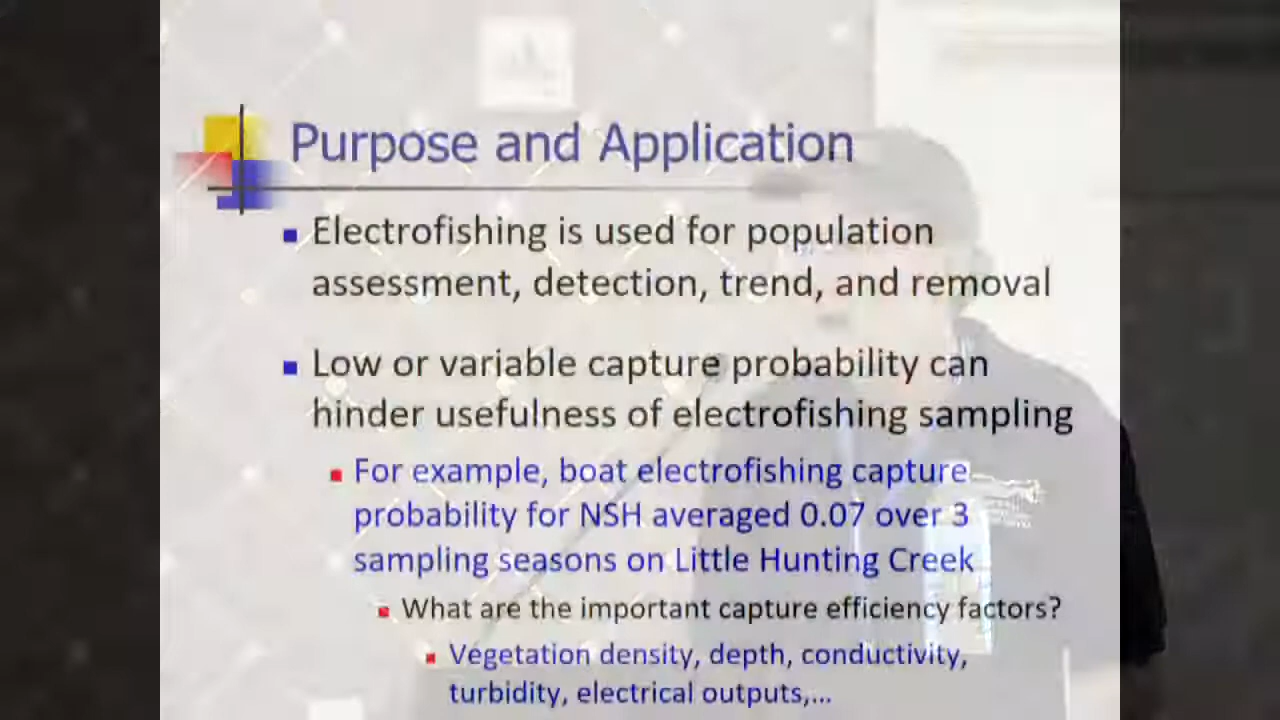 Purpose and Application
Electrofishing is used for population
assessment, detection, trend, and removal
Low or variable capture probability can
hinder usefulness of electrofishing sampling
For example, boat electrofishing capture
probability for NSH averaged 0.07 over 3
sampling seasons on Little Hunting Creek
What are the important capture efficiency factors?
Vegetation density, depth, conductivity,
turbidity, electrical outputs,...